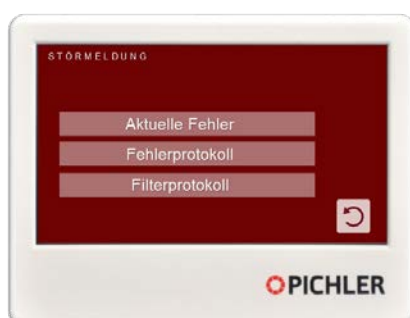 STÖRMELDUNG
Aktuelle Fehler
Fehlerprotokoll
Filterprotokoll
PICHLER